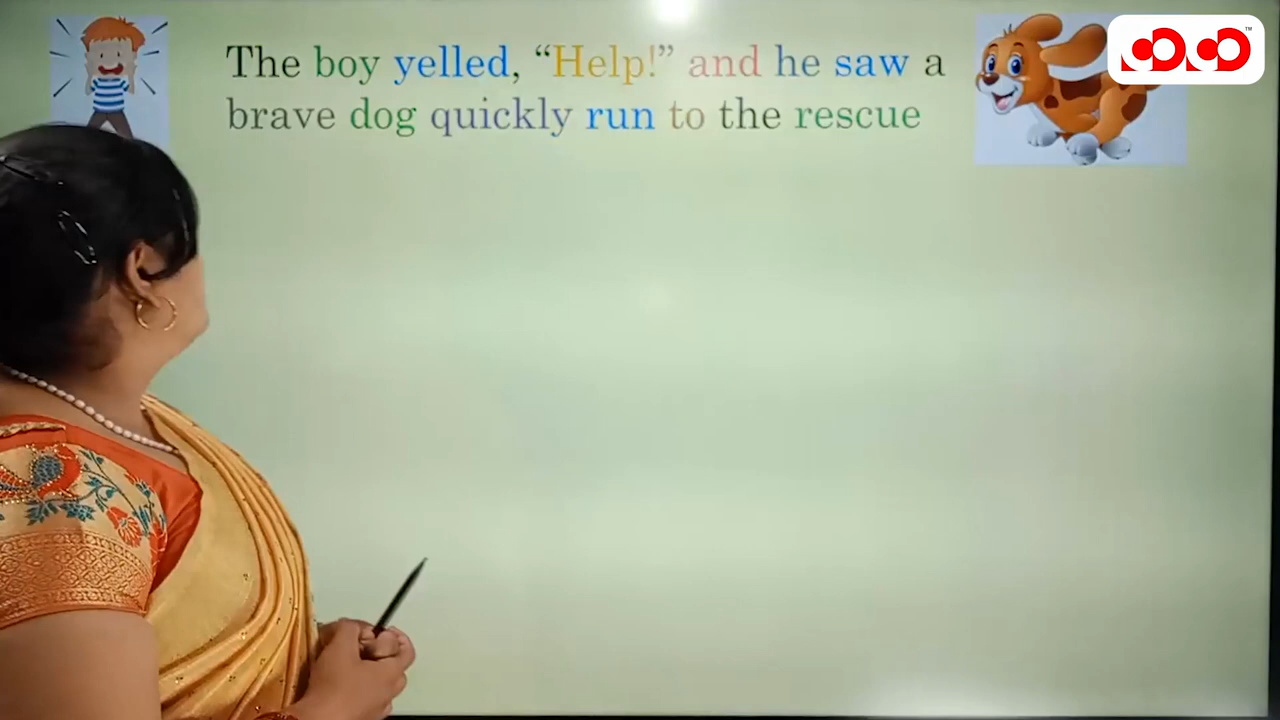 The boy yelled, “Help!” and he saw a
brave dog quickly run to the rescue